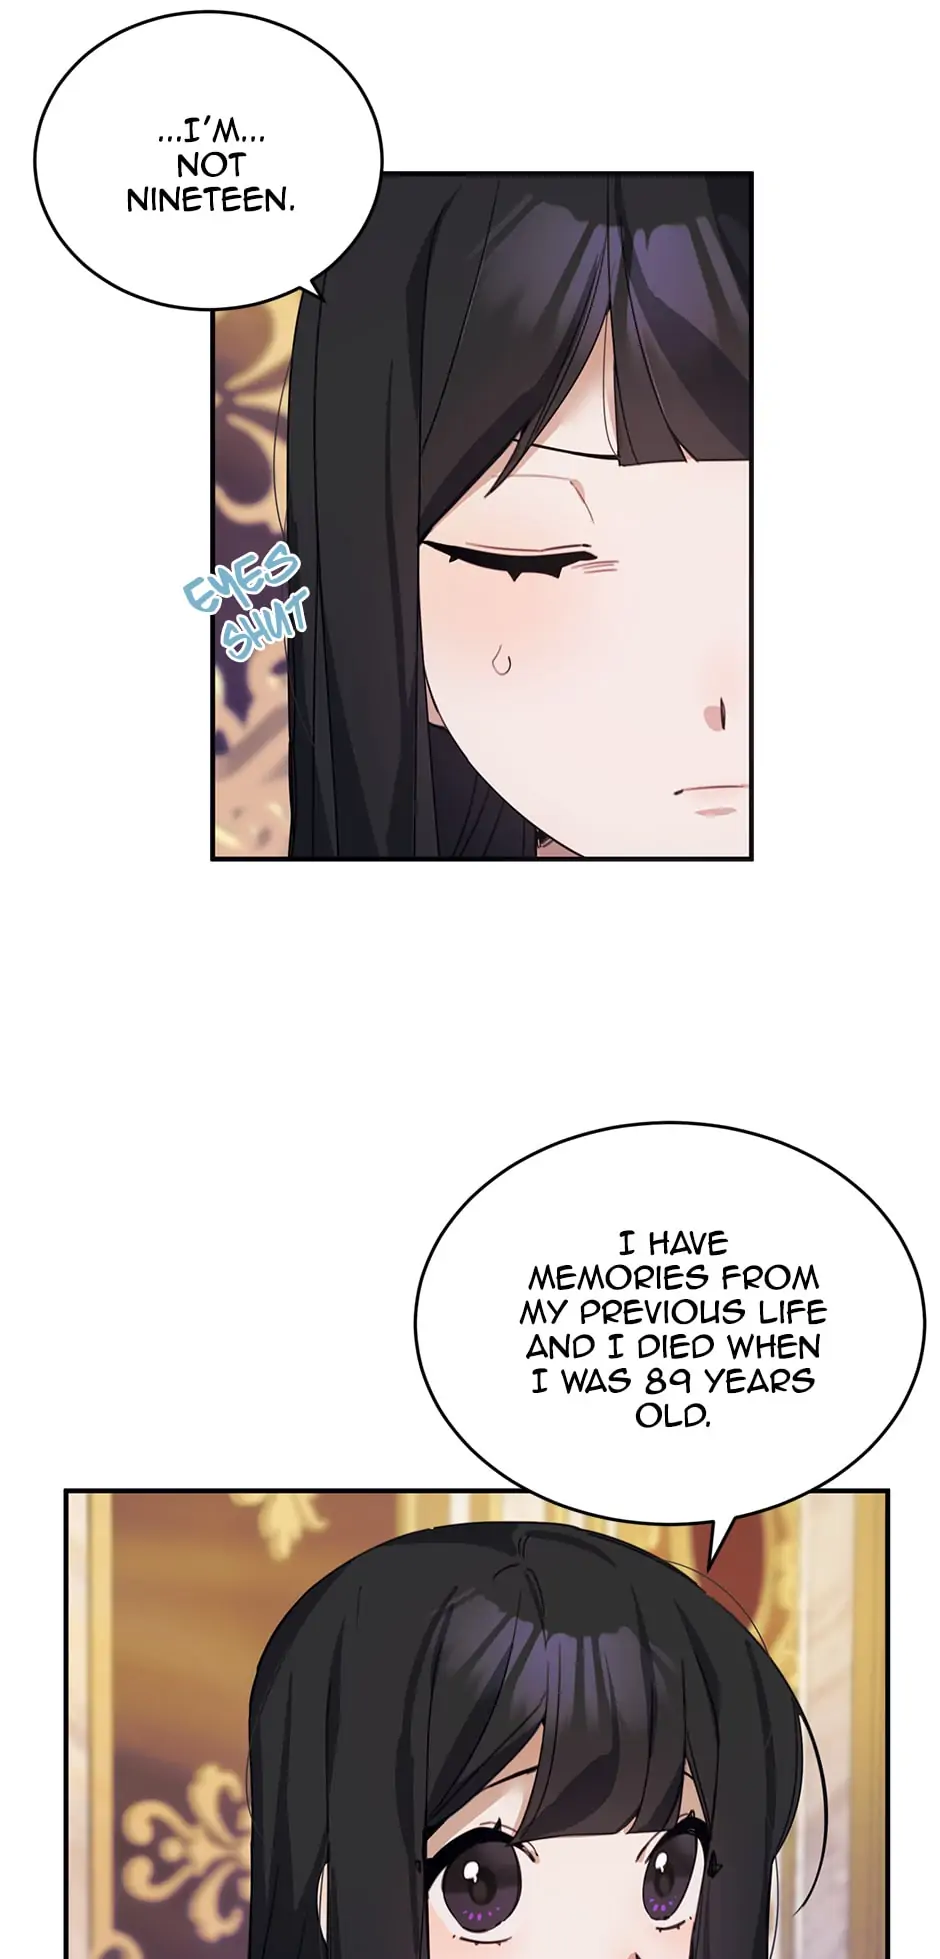 ...I'M...
NOT
NINETEEN.
EYES
SHUT
I HAVE
MEMORIES FROM
MY PREVIOUS LIFE
AND I DIED WHEN
I WAS 89 YEARS
OLD.